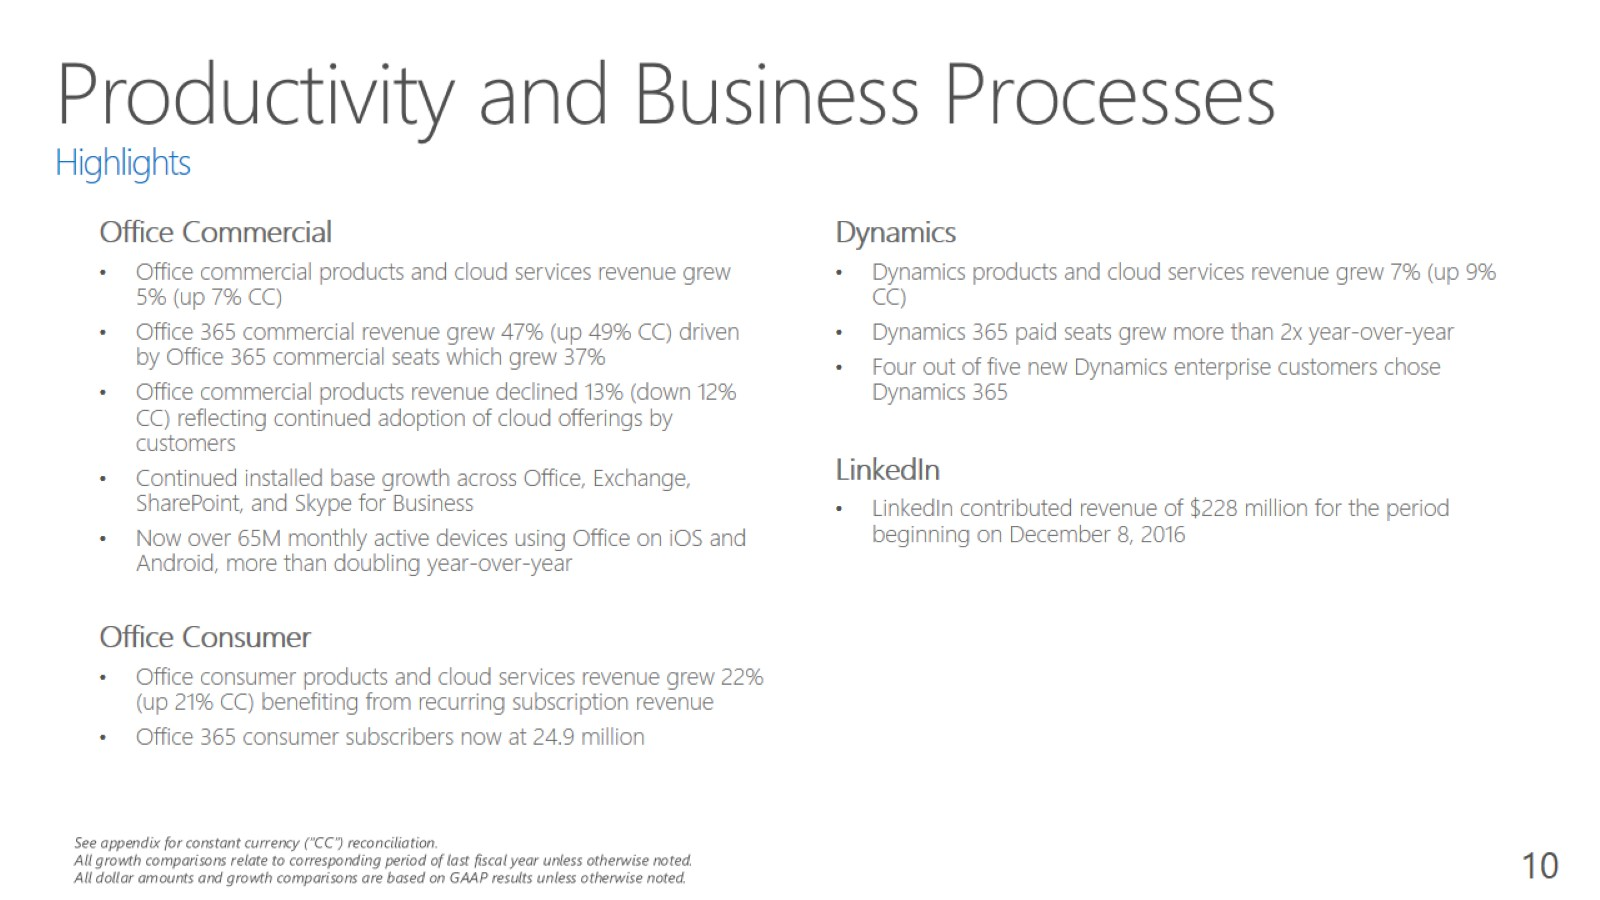 Productivity and Business Processes
Highlights
Office Commercial
• Office commercial products and cloud services revenue grew
5% (up 7% CC)
• Office 365 commercial revenue grew 47% (up 49% CC) driven
by Office 365 commercial seats which grew 37%
• Office commercial products revenue declined 13% (down 12%
CC) reflecting continued adoption of cloud offerings by
customers
• Continued installed base growth across Office, Exchange,
SharePoint, and Skype for Business
• Now over 65M monthly active devices using Office on iOS and
Android, more than doubling year-over-year
Office Consumer
• Office consumer products and cloud services revenue grew 22%
(up 21% CC) benefiting from recurring subscription revenue
• Office 365 consumer subscribers now at 24.9 million
Dynamics
• Dynamics products and cloud services revenue grew 7% (up 9%
CC)
• Dynamics 365 paid seats grew more than 2x year-over-year
• Four out of five new Dynamics enterprise customers chose
Dynamics 365
LinkedIn
• LinkedIn contributed revenue of $228 million for the period
beginning on December 8, 2016
See appendix for constant currency ("CC") reconciliation.
All growth comparisons relate to corresponding period of last fiscal year unless otherwise noted.
All dollar amounts and growth comparisons are based on GAAP results unless otherwise noted.
10